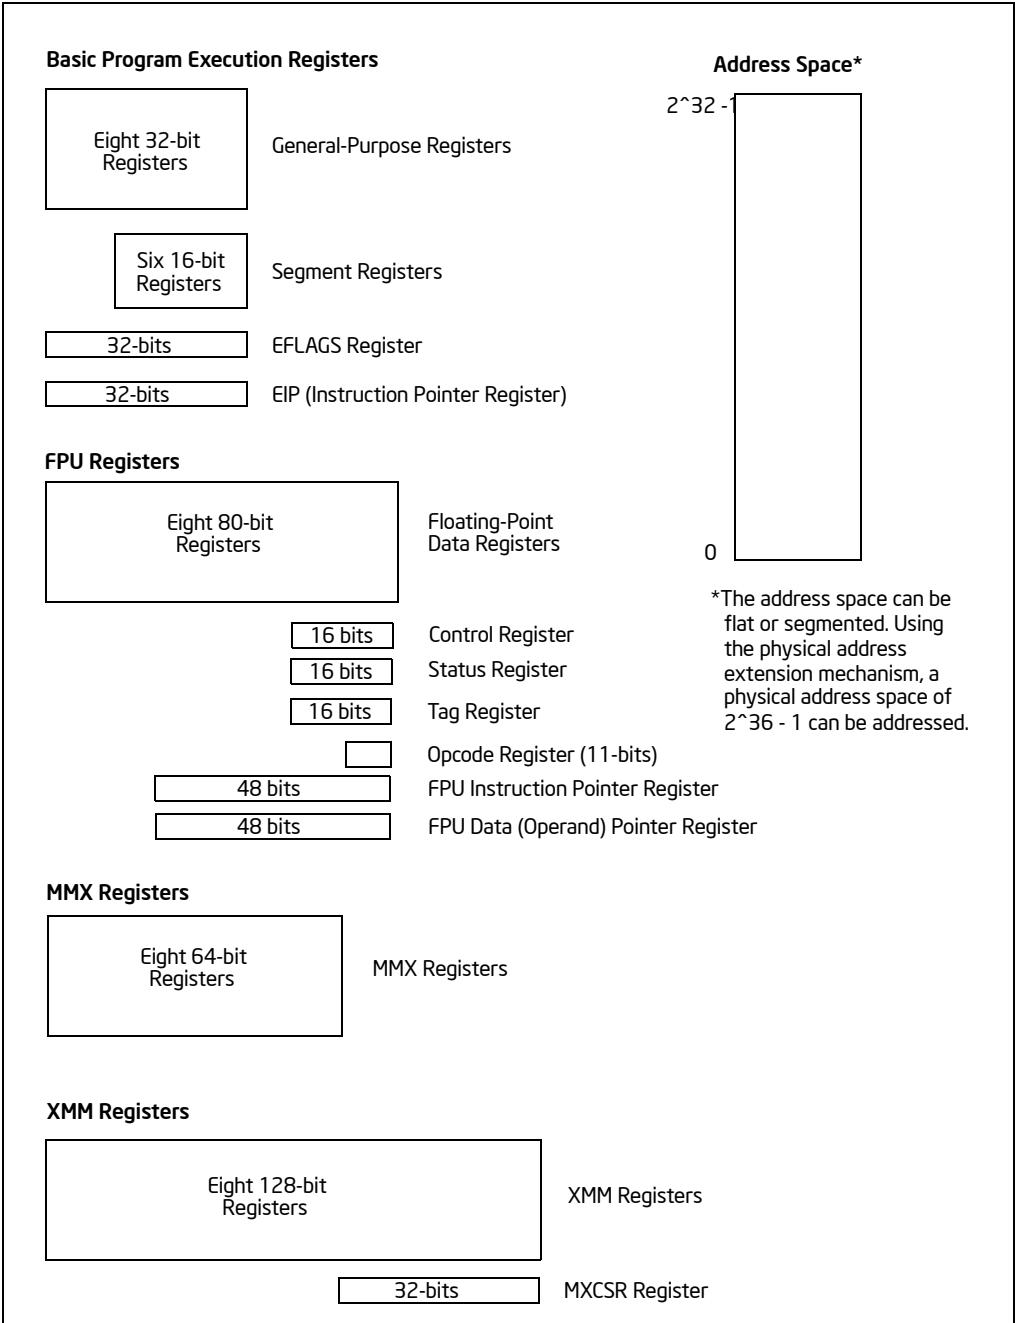 Basic Program Execution Registers
Address Space*
2^32 -1
Eight 32-bit
Registers
General-Purpose Registers
Six 16-bit
Registers
Segment Registers
32-bits
EFLAGS Register
32-bits
EIP (Instruction Pointer Register)
FPU Registers
Eight 80-bit
Registers
Floating-Point
Data Registers
0
*The address space can be
flat or segmented. Using
the physical address
extension mechanism, a
physical address space of
2^36 - 1 can be addressed.
16 bits
Control Register
16 bits
Status Register
16 bits
Tag Register
Opcode Register (11-bits)
48 bits
FPU Instruction Pointer Register
48 bits
FPU Data (Operand) Pointer Register
MMX Registers
Eight 64-bit
Registers
MMX Registers
XMM Registers
Eight 128-bit
Registers
XMM Registers
32-bits
MXCSR Register